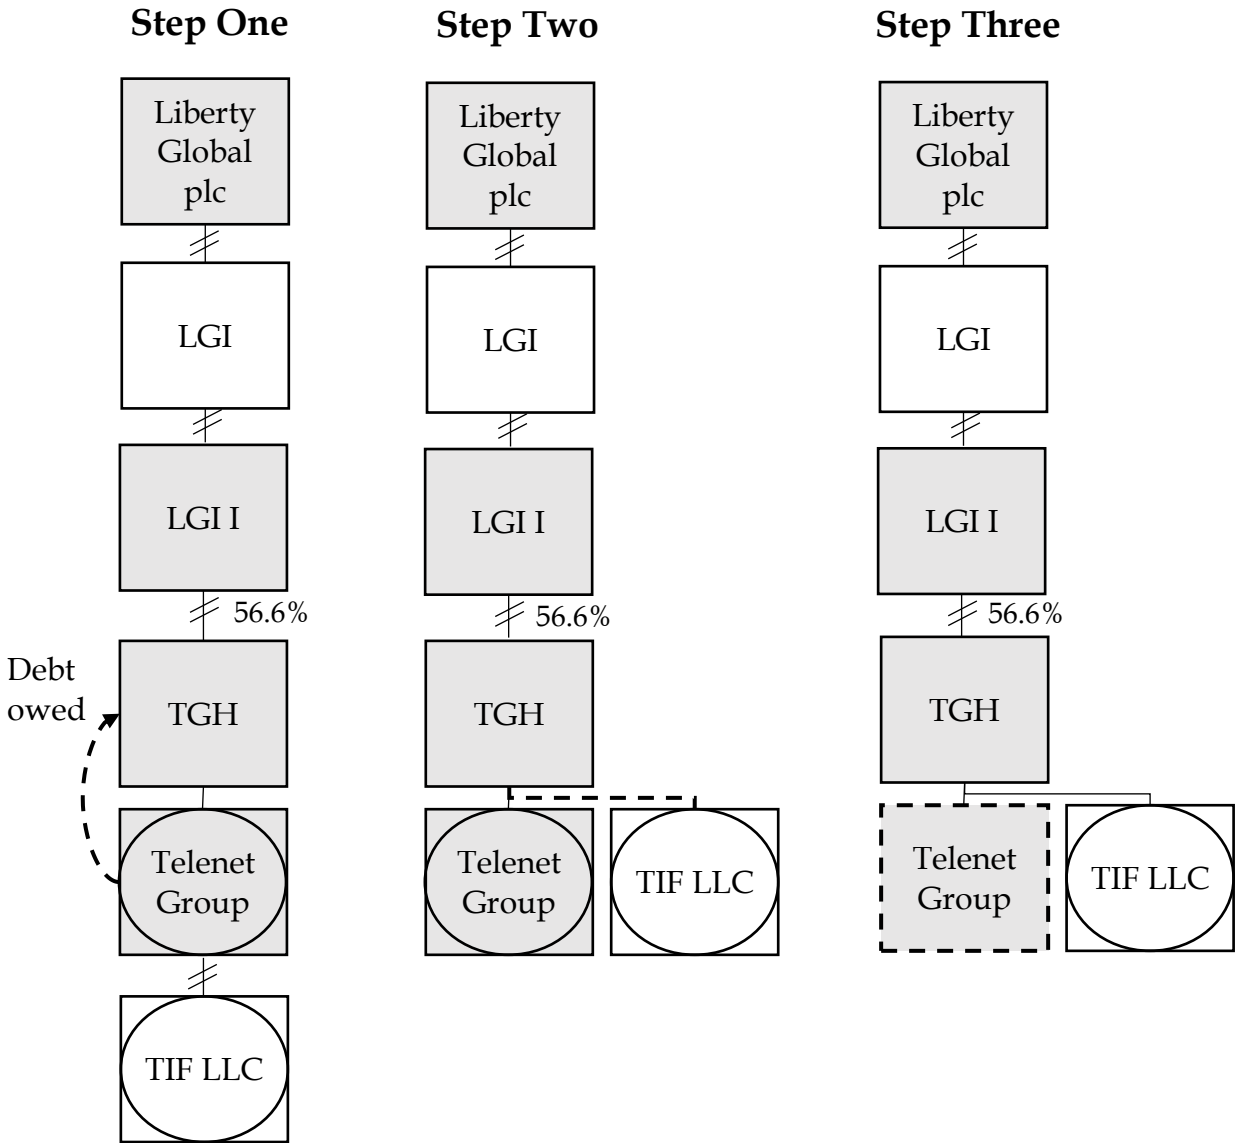 Step One
Step Two
Step Three
Liberty
Global
plc
LGI
LGI I
56.6%
Debt
owed
TGH
Telenet
Group
TIF LLC
Liberty
Global
plc
LGI
LGI I
56.6%
TGH
Telenet
Group
TIF LLC
Liberty
Global
plc
LGI
LGI I
56.6%
TGH
Telenet
Group
TIF LLC